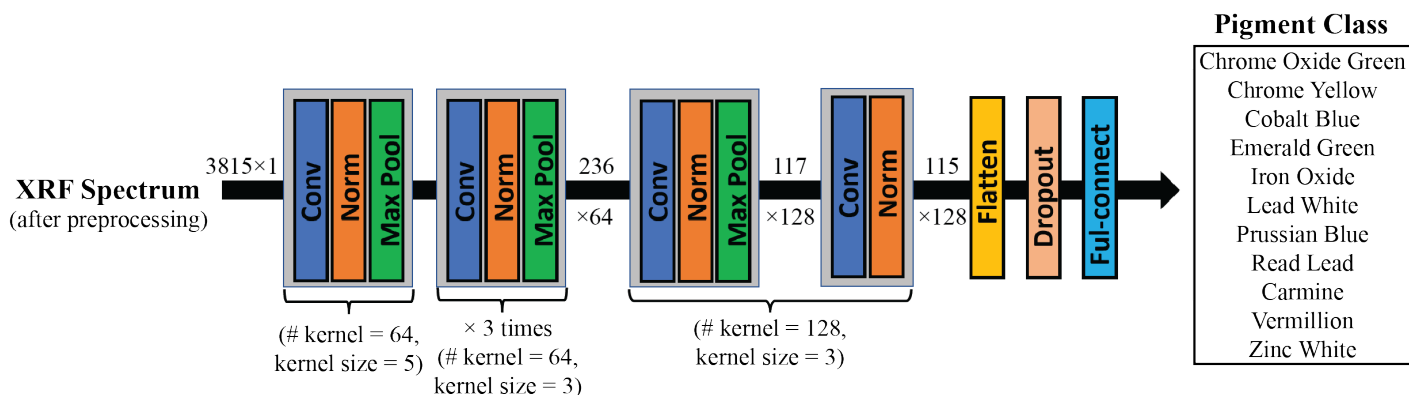 Pigment Class
Chrome Oxide Green
Chrome Yellow
Cobalt Blue
Emerald Green
Iron Oxide
Lead White
Prussian Blue
Read Lead
Carmine
Vermillion
Zinc White
XRF Spectrum
(after preprocessing)
3815×1
Conv
Norm
Max Pool
(# kernel = 64,
kernel size = 5)
Conv
Norm
Max Pool
× 3 times
(# kernel = 64,
kernel size = 3)
236
×64
Conv
Norm
Max Pool
117
×128
Conv
Norm
(# kernel = 128,
kernel size = 3)
115
×128
Flatten
Dropout
Ful-connect